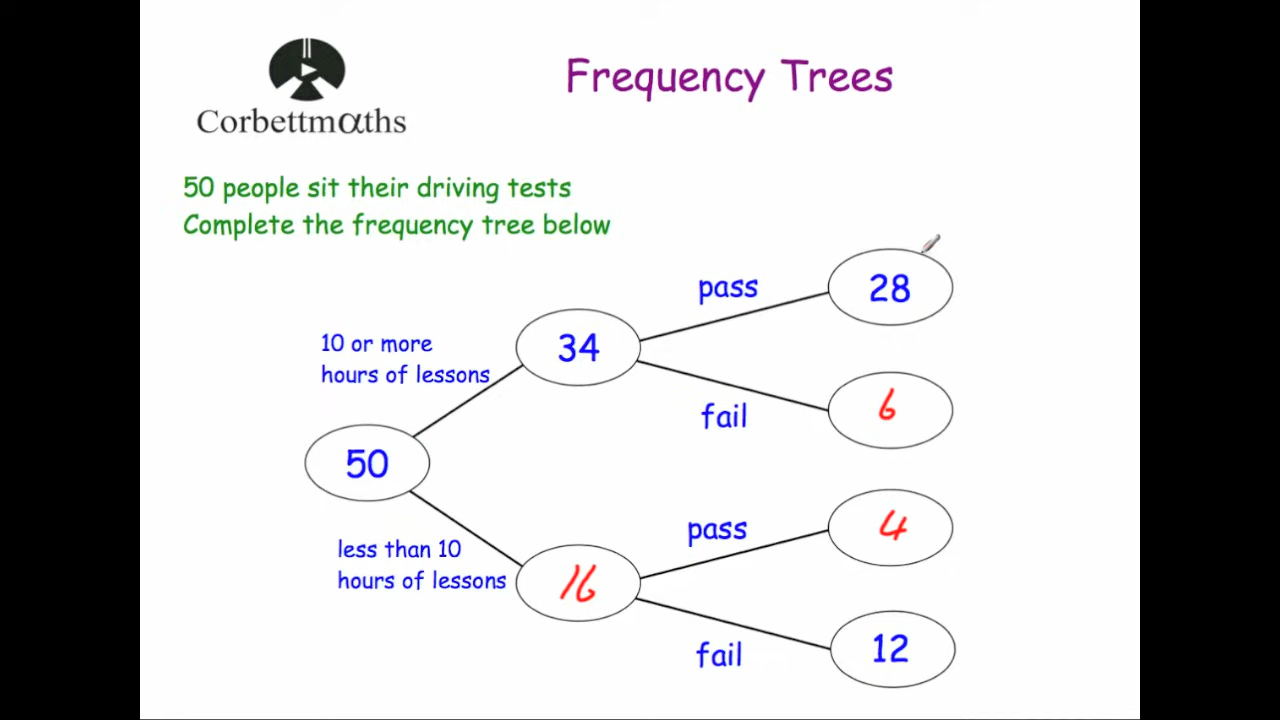 Frequency Trees
Corbettmαths
50 people sit their driving tests
Complete the frequency tree below
pass
28
10 or more
hours of lessons
34
fail
6
50
less than 10
hours of lessons
16
pass
4
fail
12